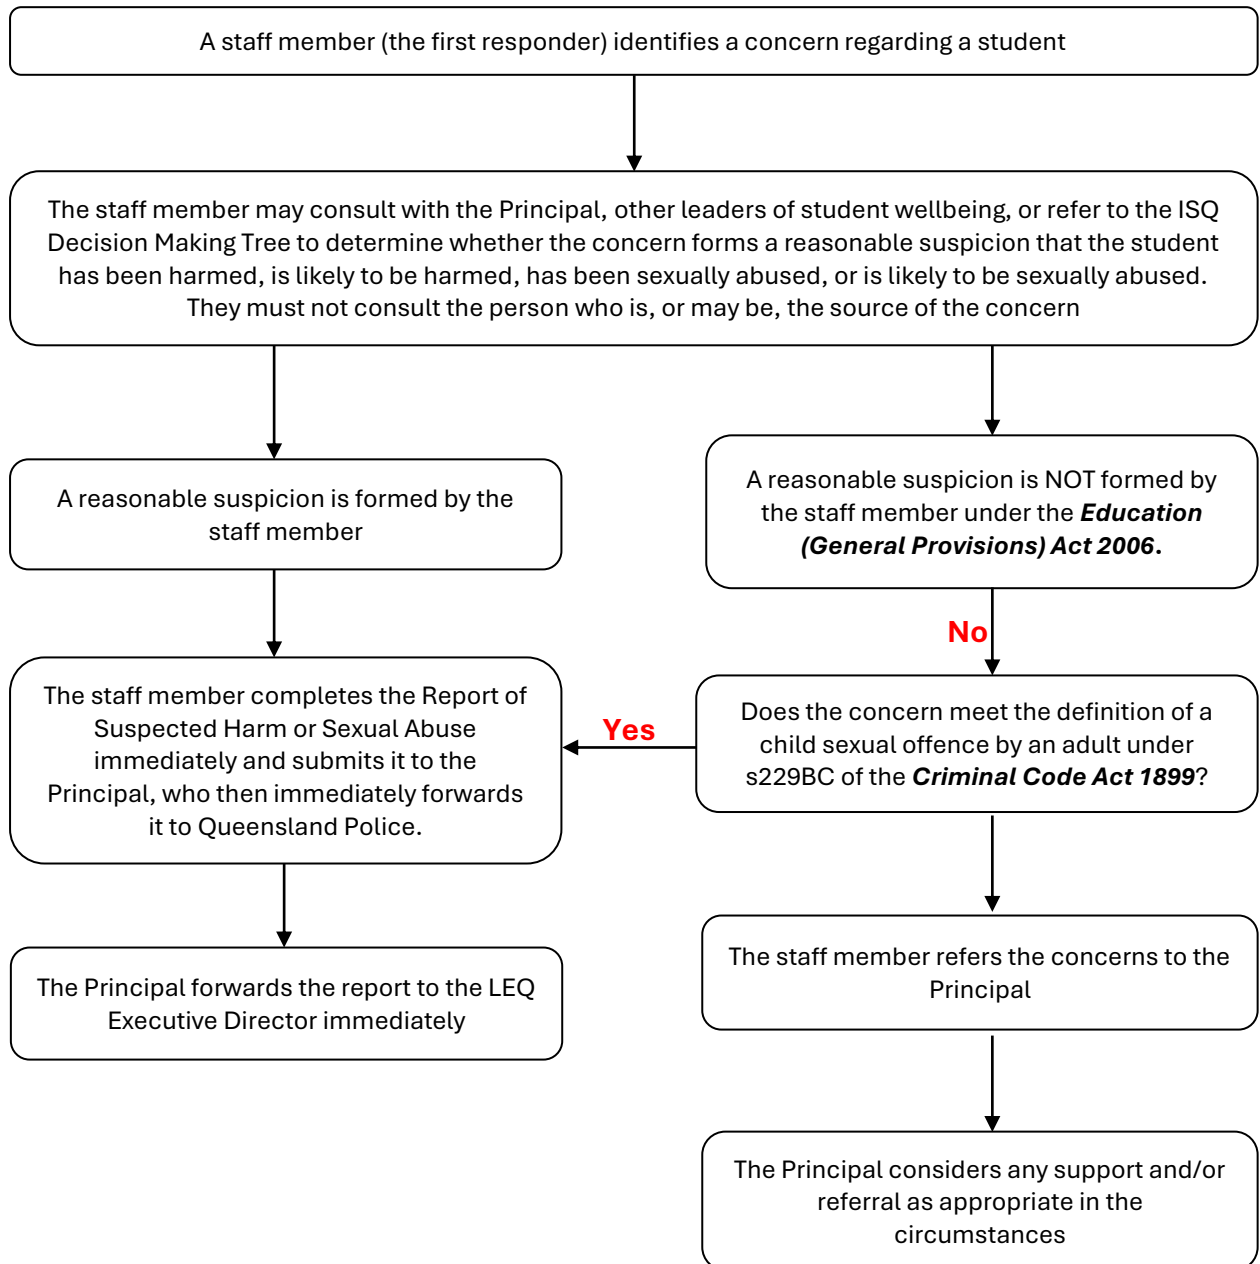 A staff member (the first responder) identifies a concern regarding a student
The staff member may consult with the Principal, other leaders of student wellbeing, or refer to the ISQ
Decision Making Tree to determine whether the concern forms a reasonable suspicion that the student
has been harmed, is likely to be harmed, has been sexually abused, or is likely to be sexually abused.
They must not consult the person who is, or may be, the source of the concern
A reasonable suspicion is formed by the
staff member
A reasonable suspicion is NOT formed by
the staff member under the Education
(General Provisions) Act 2006.
No
The staff member completes the Report of
Suspected Harm or Sexual Abuse
immediately and submits it to the
Principal, who then immediately forwards
it to Queensland Police.
Yes
Does the concern meet the definition of a
child sexual offence by an adult under
s229BC of the Criminal Code Act 1899?
The Principal forwards the report to the LEQ
Executive Director immediately
The staff member refers the concerns to the
Principal
The Principal considers any support and/or
referral as appropriate in the
circumstances